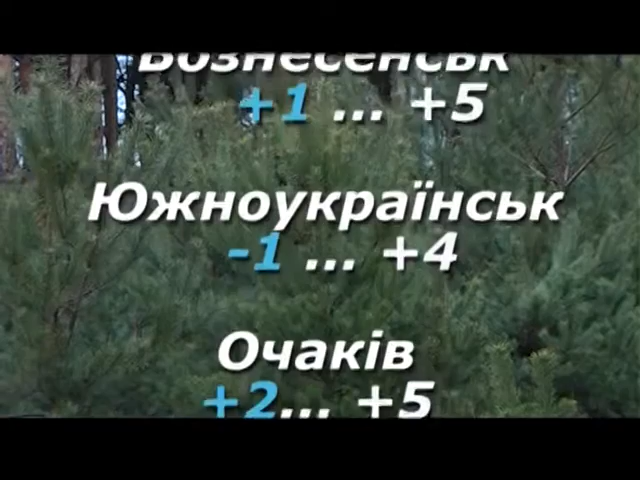 Вознесенськ
+1 ... +5
Южноукраїнськ
-1 ... +4
Очаків
+2... +5